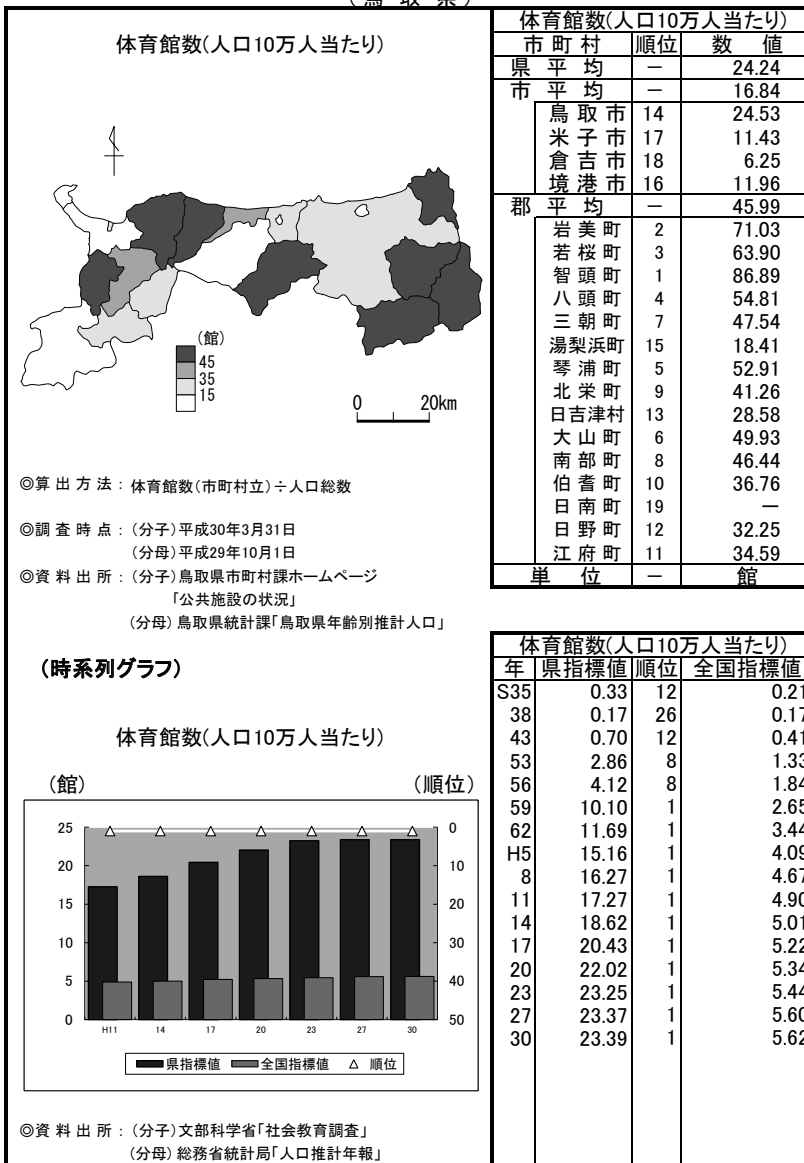 (鳥 取 県)
体育館数(人口10万人当たり)
(館)
45
35
15
0 20km
◎算出方法：体育館数(市町村立)÷人口総数
◎調査時点：(分子)平成30年3月31日
(分母)平成29年10月1日
◎資料出所：(分子)鳥取県市町村課ホームページ
「公共施設の状況」
(分母)鳥取県統計課「鳥取県年齢別推計人口」
体育館数(人口10万人当たり)
市町村 順位 数値
県平均 － 24.24
市平均 － 16.84
鳥取市 14 24.53
米子市 17 11.43
倉吉市 18 6.25
境港市 16 11.96
郡平均 － 45.99
岩美町 2 71.03
若桜町 3 63.90
智頭町 1 86.89
八頭町 4 54.81
三朝町 7 47.54
湯梨浜町 15 18.41
琴浦町 5 52.91
北栄町 9 41.26
日吉津村 13 28.58
大山町 6 49.93
南部町 8 46.44
伯耆町 10 36.76
日南町 19 －
日野町 12 32.25
江府町 11 34.59
単位 － 館
(時系列グラフ)
体育館数(人口10万人当たり)
(館) (順位)
25 0
20 10
15 20
10 30
5 40
0 50
H11 14 17 20 23 27 30
県指標値 全国指標値 △ 順位
◎資料出所：(分子)文部科学省「社会教育調査」
(分母)総務省統計局「人口推計年報」
体育館数(人口10万人当たり)
年 県指標値 順位 全国指標値
S35 0.33 12 0.21
38 0.17 26 0.17
43 0.70 12 0.41
53 2.86 8 1.33
56 4.12 8 1.84
59 10.10 1 2.65
62 11.69 1 3.44
H5 15.16 1 4.09
8 16.27 1 4.67
11 17.27 1 4.90
14 18.62 1 5.01
17 20.43 1 5.22
20 22.02 1 5.34
23 23.25 1 5.44
27 23.37 1 5.60
30 23.39 1 5.62